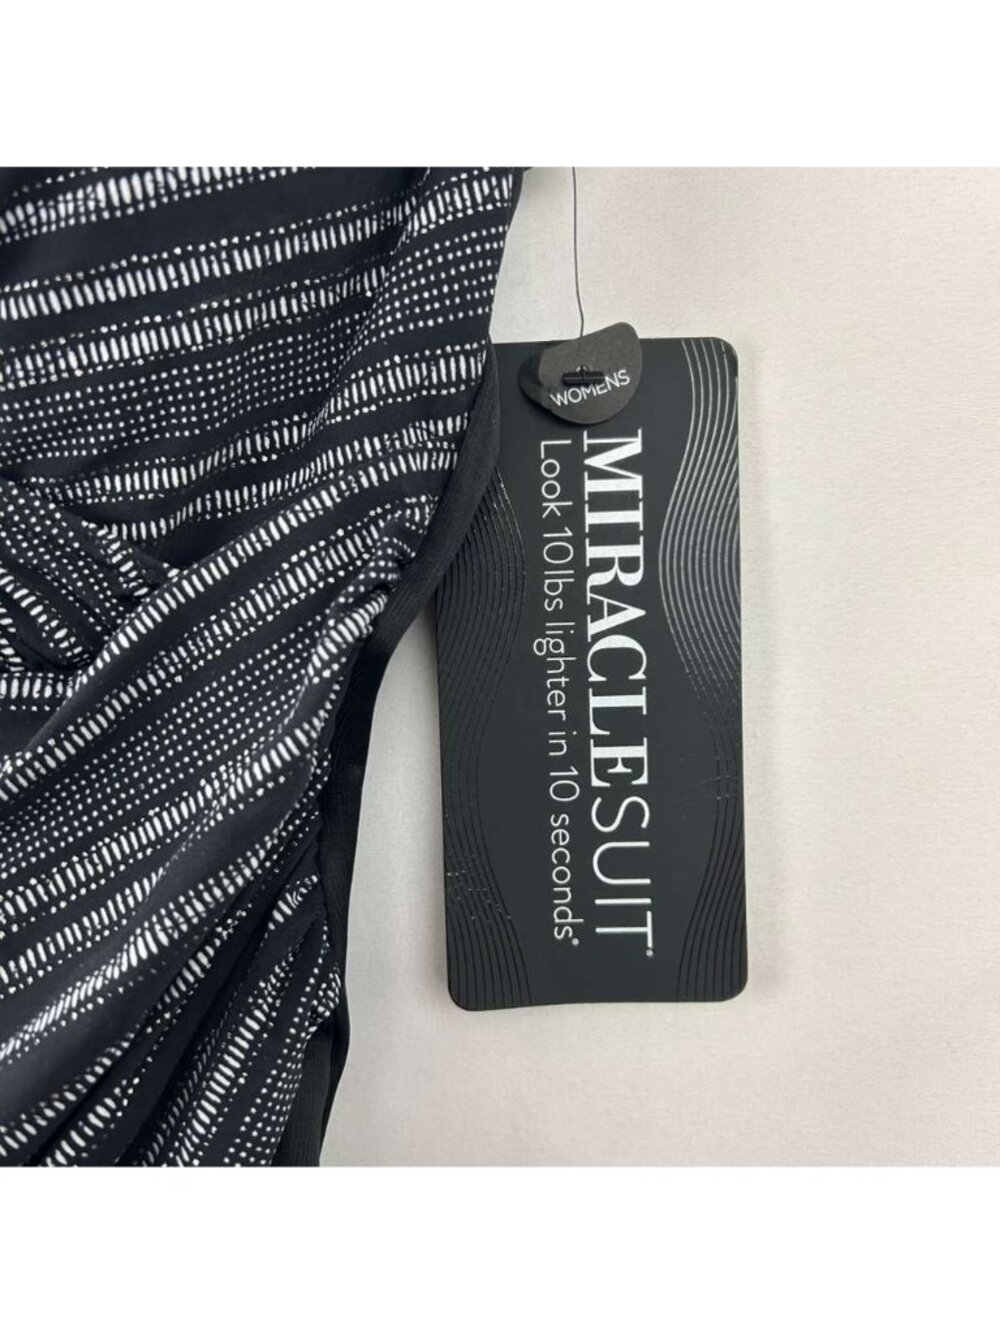 WOMENS
MIRACLESUIT®
Look 10lbs lighter in 10 seconds®